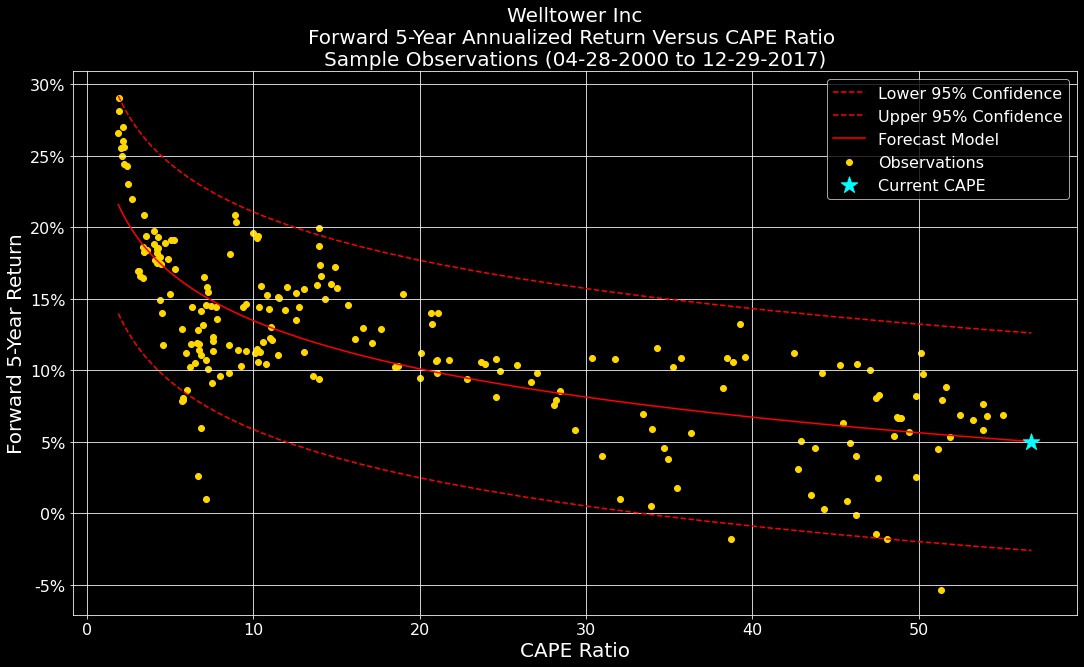 Welltower Inc
Forward 5-Year Annualized Return Versus CAPE Ratio
Sample Observations (04-28-2000 to 12-29-2017)
Lower 95% Confidence
Upper 95% Confidence
Forecast Model
Observations
Current CAPE
Forward 5-Year Return
30%
25%
20%
15%
10%
5%
0%
-5%
0 10 20 30 40 50
CAPE Ratio